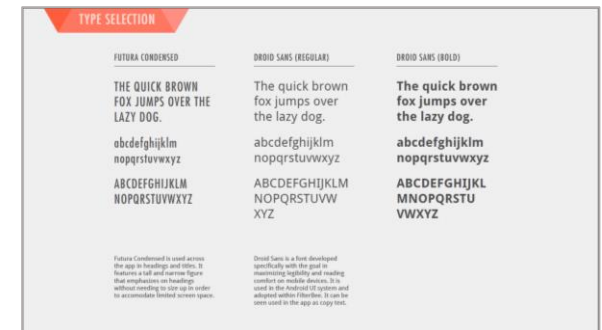 TYPE SELECTION
FUTURA CONDENSED
THE QUICK BROWN
FOX JUMPS OVER THE
LAZY DOG.
abcdefghijklm
nopqrstuvwxyz
ABCDEFGHIJKLM
NOPQRSTUVWXYZ
Futura Condensed is used across
the app in headings and titles. It
features a tall and narrow figure
that emphasizes on headings
without needing to size up in order
to accomodate limited screen space.
DROID SANS (REGULAR)
The quick brown
fox jumps over
the lazy dog.
abcdefghijklm
nopqrstuvwxyz
ABCDEFGHIJKLM
NOPQRSTUVW
XYZ
Droid Sans is a font developed
specifically with the goal in
maximizing legibility and reading
comfort on mobile devices. It is
used in the Android UI system and
adopted within FilterBee. It can be
seen used in the app as copy text.
DROID SANS (BOLD)
The quick brown
fox jumps over
the lazy dog.
abcdefghijklm
nopqrstuvwxyz
ABCDEFGHIJKL
MNOPQRSTU
VWXYZ